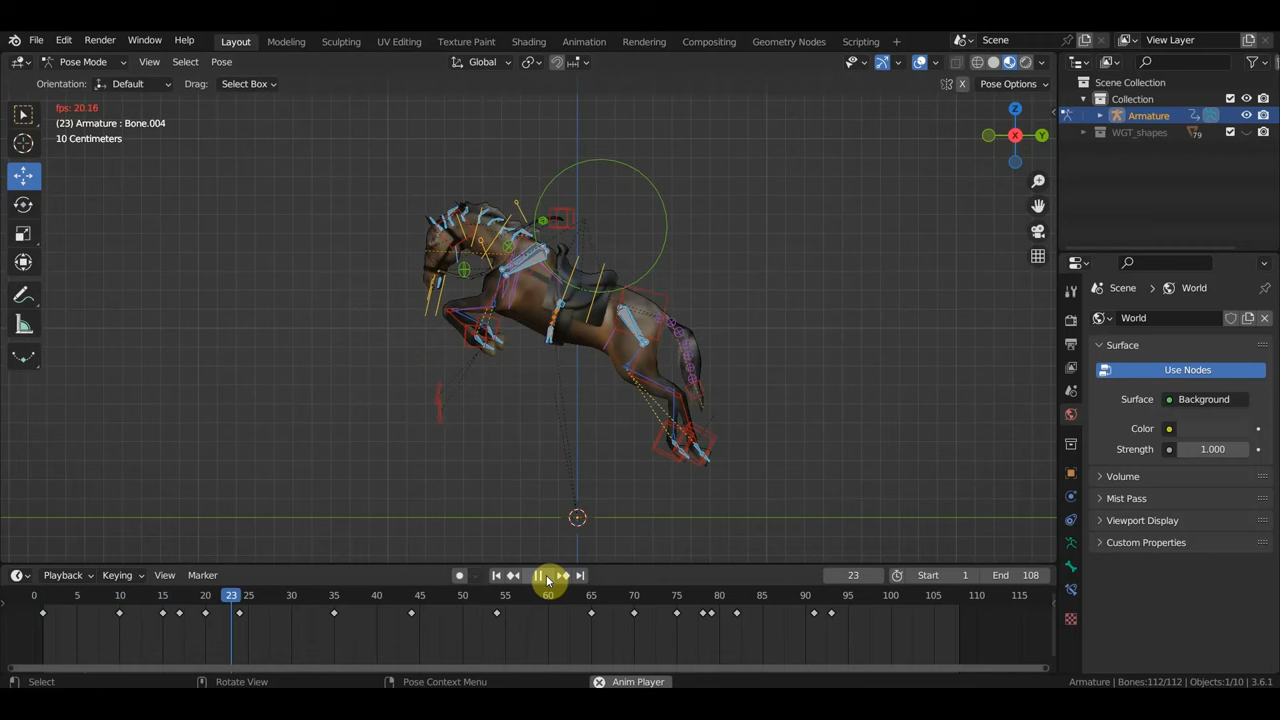 File Edit Render Window Help Layout Modeling Sculpting UV Editing Texture Paint Shading Animation Rendering Compositing Geometry Nodes Scripting + Scene View Layer
Pose Mode View Select Pose Global
Orientation: Default Drag: Select Box X Pose Options
fps: 20.16
(23) Armature : Bone.004
10 Centimeters
Z
X
Y
Scene Collection
Collection
Armature
WGT_shapes 79
Scene World
World
Surface
Use Nodes
Surface Background
Color
Strength 1.000
Volume
Mist Pass
Viewport Display
Custom Properties
Playback Keying View Marker 23 Start 1 End 108
0 5 10 15 20 23 25 30 35 40 45 50 55 60 65 70 75 80 85 90 95 100 105 110 115
Select Rotate View Pose Context Menu Anim Player Armature | Bones:112/112 | Objects:1/10 | 3.6.1